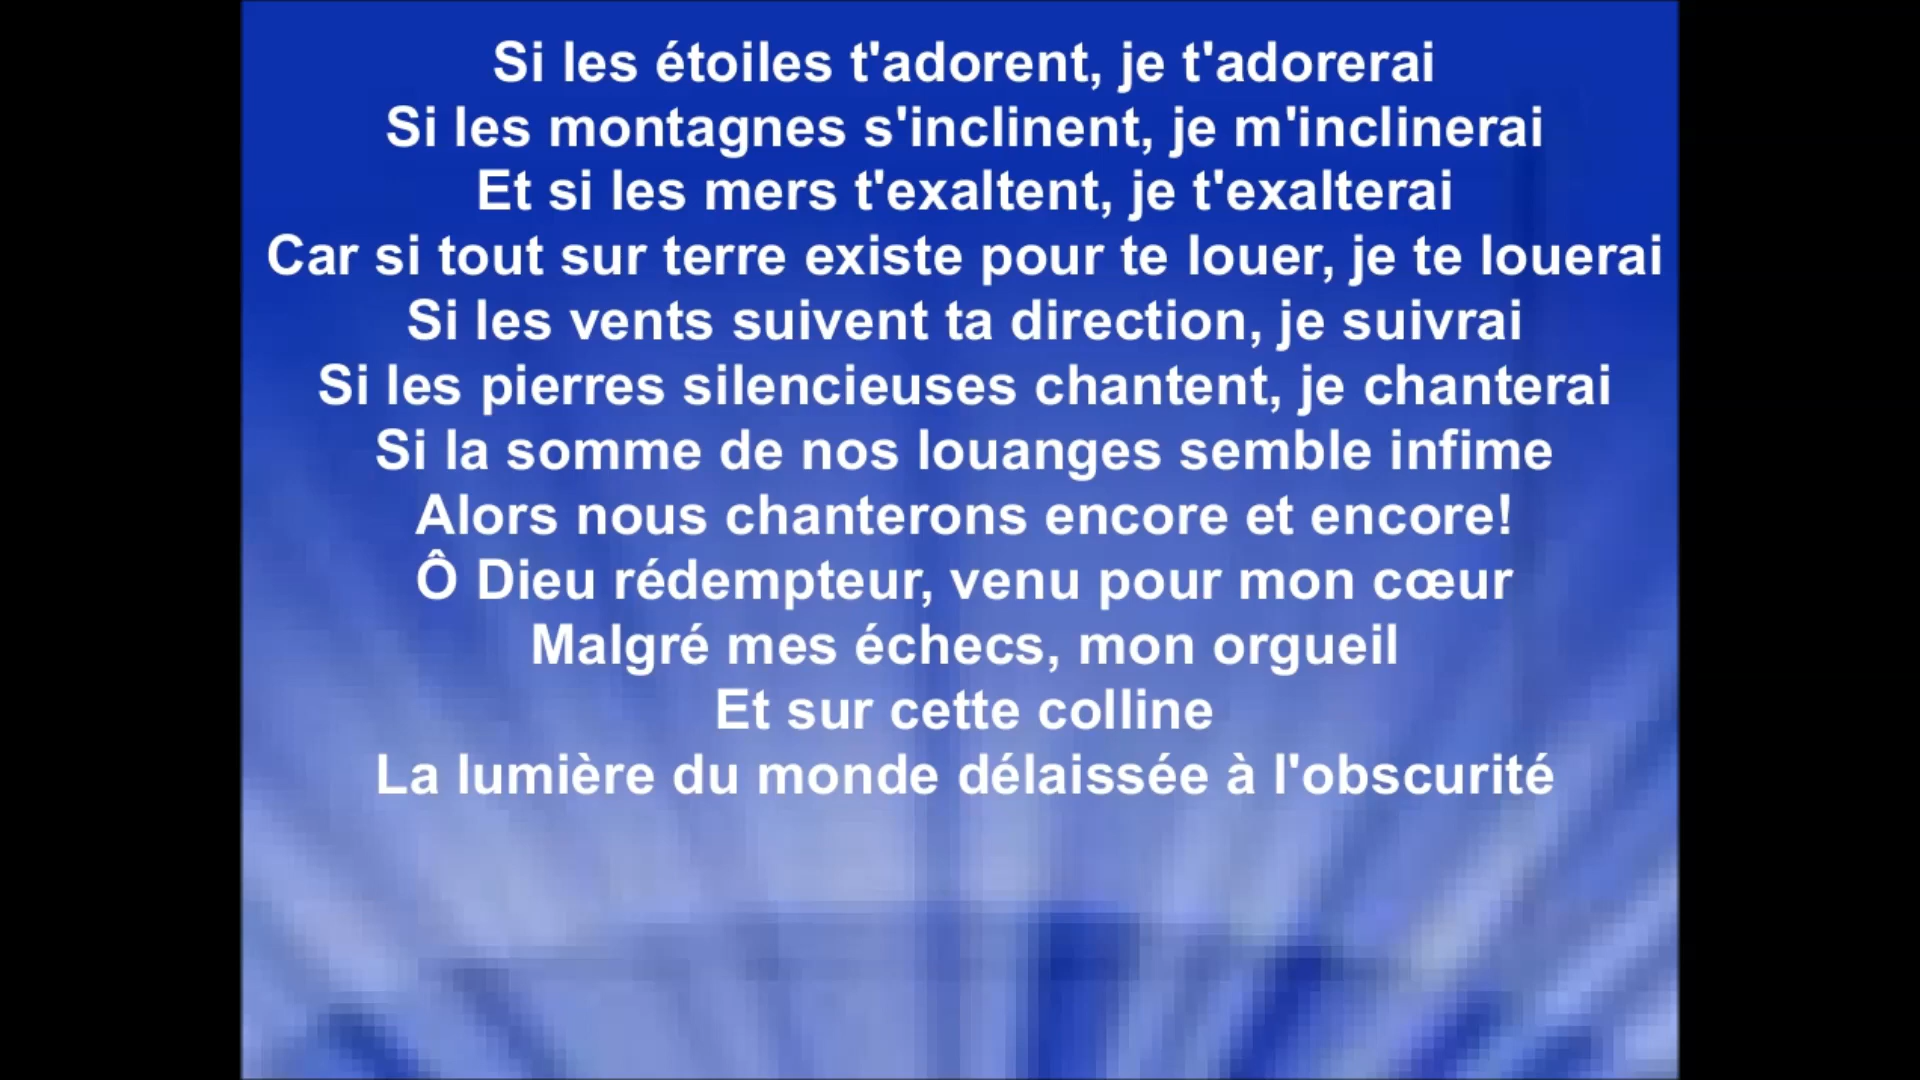 Si les étoiles t'adorent, je t'adorerai
Si les montagnes s'inclinent, je m'inclinerai
Et si les mers t'exaltent, je t'exalterai
Car si tout sur terre existe pour te louer, je te louerai
Si les vents suivent ta direction, je suivrai
Si les pierres silencieuses chantent, je chanterai
Si la somme de nos louanges semble infime
Alors nous chanterons encore et encore!
Ô Dieu rédempteur, venu pour mon cœur
Malgré mes échecs, mon orgueil
Et sur cette colline
La lumière du monde délaissée à l'obscurité